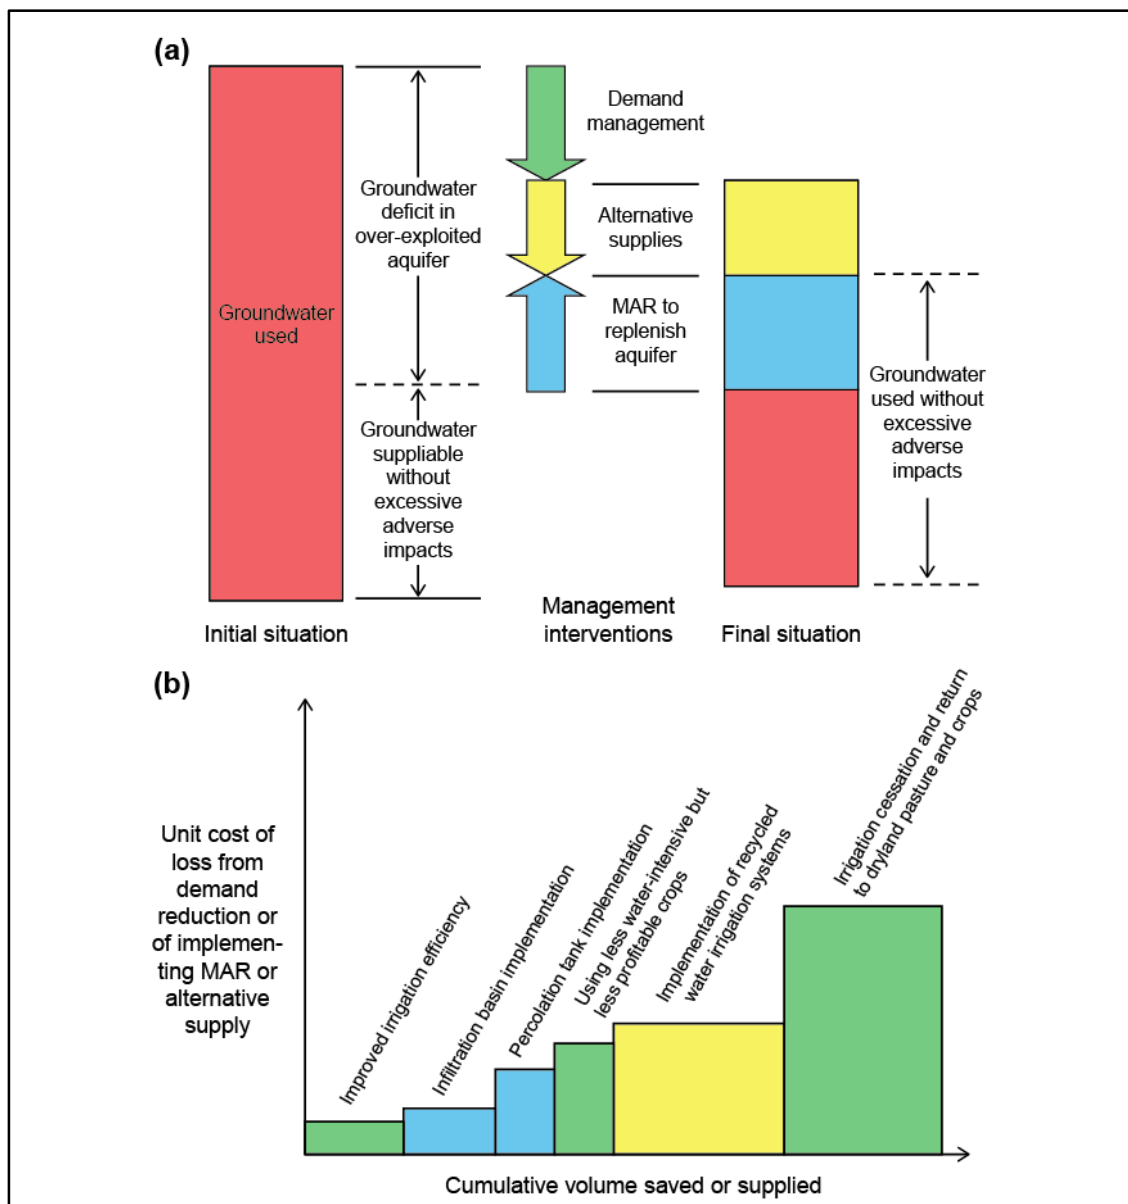 (a)
Demand
management
Groundwater
deficit in
over-exploited
aquifer
Alternative
supplies
Groundwater
used
MAR to
replenish
aquifer
Groundwater
used without
excessive
adverse
impacts
Groundwater
suppliable
without
excessive
adverse
impacts
Initial situation
Management
interventions
Final situation
(b)
Unit cost of
loss from
demand
reduction or
of implemen-
ting MAR or
alternative
supply
Improved irrigation efficiency
Infiltration basin implementation
Percolation tank implementation
Using less water-intensive but
less profitable crops
Implementation of recycled
water irrigation systems
Irrigation cessation and return
to dryland pasture and crops
Cumulative volume saved or supplied